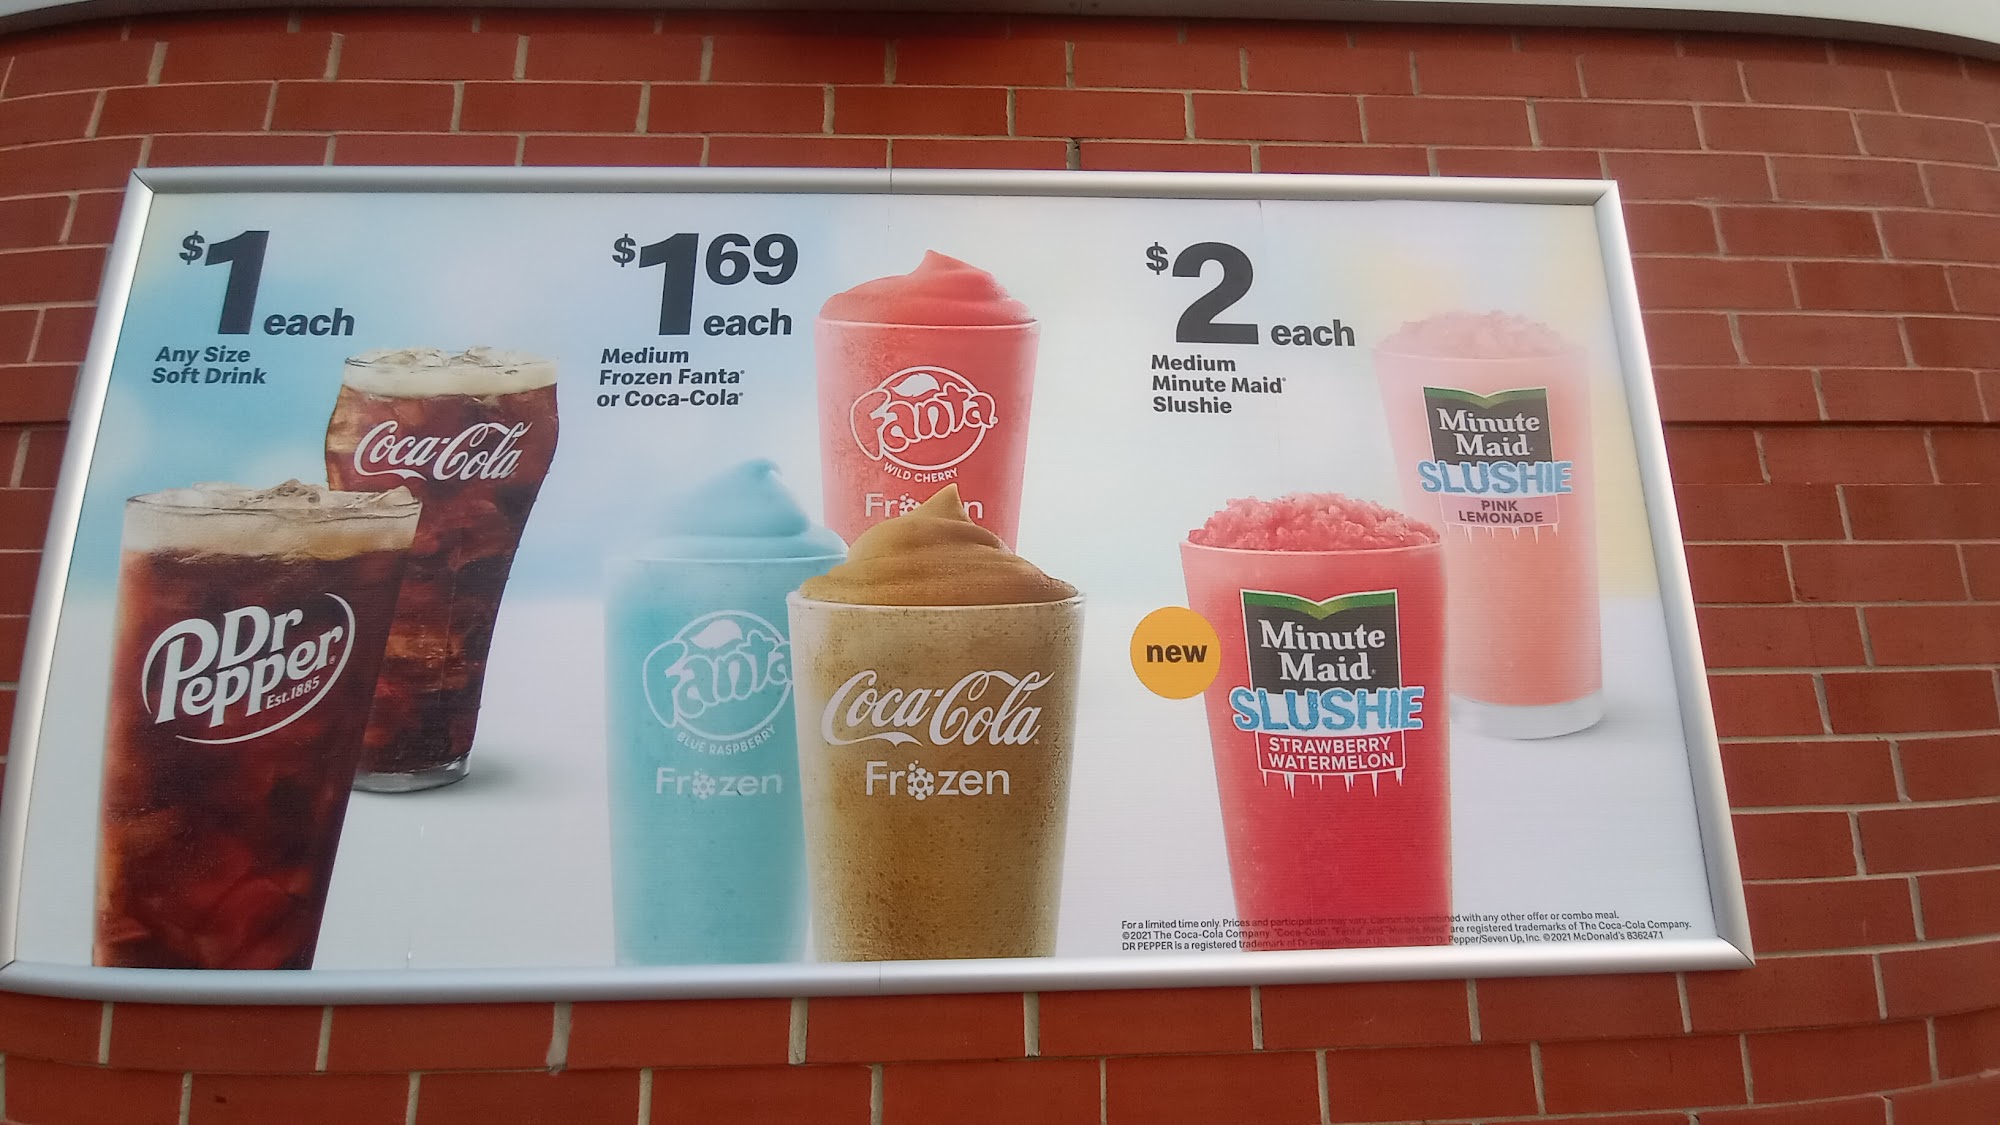 $1 each
Any Size
Soft Drink
Coca-Cola
Dr
Pepper
Est.1885
$1 69
each
Medium
Frozen Fanta®
or Coca-Cola®
Fanta
WILD CHERRY
Frozen
Fanta
BLUE RASPBERRY
Frozen
Coca-Cola
Frozen
$2 each
Medium
Minute Maid®
Slushie
Minute
Maid
SLUSHIE
PINK
LEMONADE
new
Minute
Maid
SLUSHIE
STRAWBERRY
WATERMELON
For a limited time only. Prices and participation may vary. Cannot be combined with any other offer or combo meal.
©2021 The Coca-Cola Company. "Coca-Cola", "Fanta" and "Minute Maid" are registered trademarks of The Coca-Cola Company.
DR PEPPER is a registered trademark of Dr Pepper/Seven Up, Inc. ©2021 Dr Pepper/Seven Up, Inc. ©2021 McDonald's 836247.1